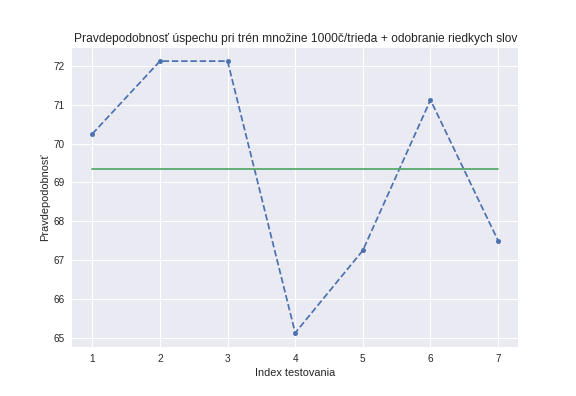 Pravdepodobnosť úspechu pri trén množine 1000č/trieda + odobranie riedkych slov
72
71
70
69
68
67
66
65
Pravdepodobnosť
1 2 3 4 5 6 7
Index testovania